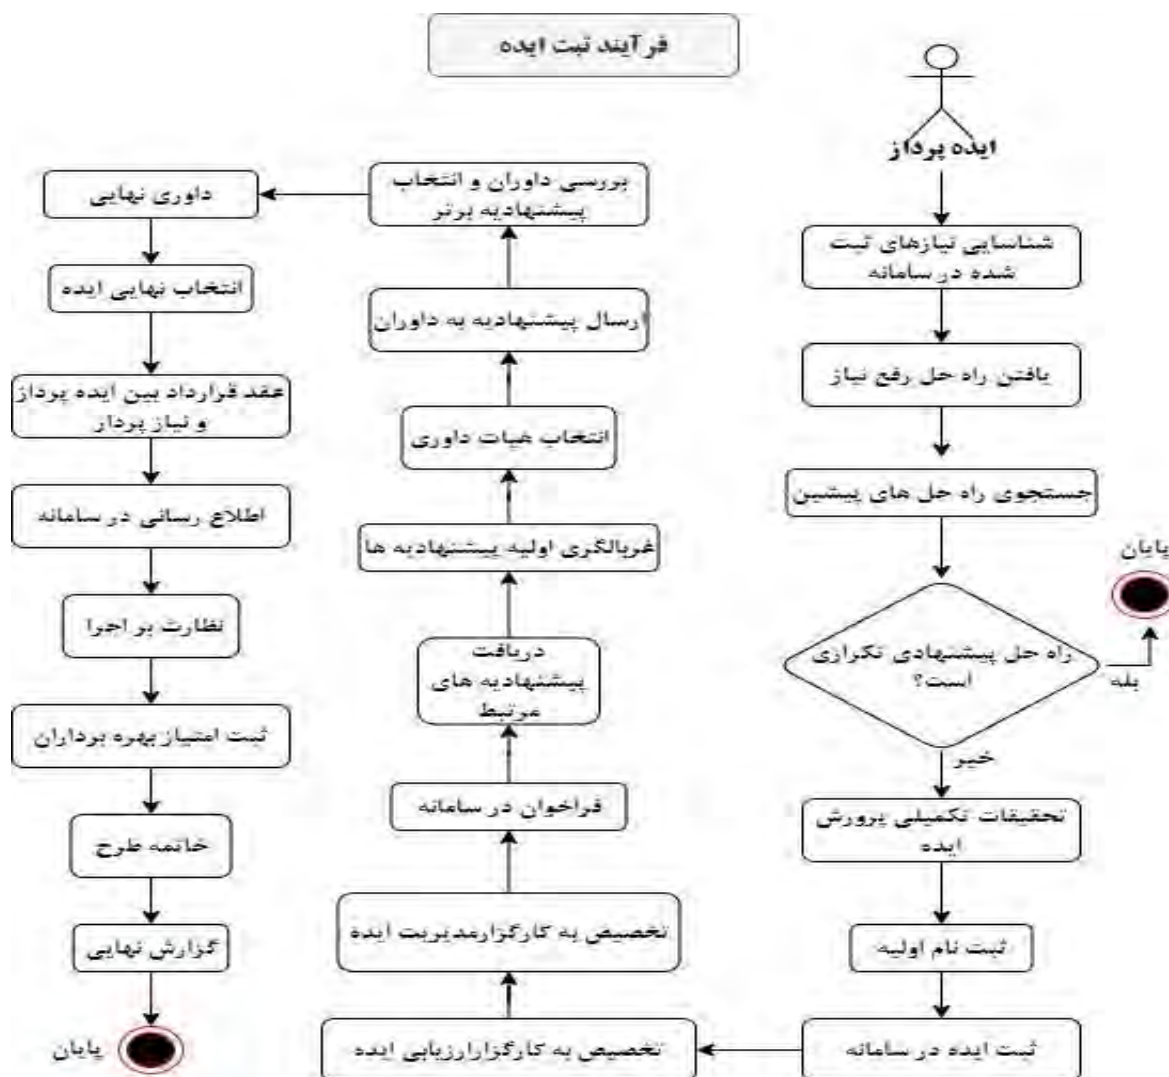 فرآیند ثبت ایده
ایده پرداز
شناسایی نیازهای ثبت
شده در سامانه
یافتن راه حل رفع نیاز
جستجوی راه حل های پیشین
راه حل پیشنهادی تکراری
است؟
بله
پایان
خیر
تحقیقات تکمیلی پرورش
ایده
ثبت نام اولیه
ثبت ایده در سامانه
تخصیص به کارگزارارزیابی ایده
تخصیص به کارگزارمدیریت ایده
فراخوان در سامانه
دریافت
پیشنهادیه های
مرتبط
غربالگری اولیه پیشنهادیه ها
انتخاب هیات داوری
ارسال پیشنهادیه به داوران
بررسی داوران و انتخاب
پیشنهادیه برتر
داوری نهایی
انتخاب نهایی ایده
عقد قرارداد بین ایده پرداز
و نیاز پردار
اطلاع رسانی در سامانه
نظارت بر اجرا
ثبت امتیاز بهره برداران
خاتمه طرح
گزارش نهایی
پایان